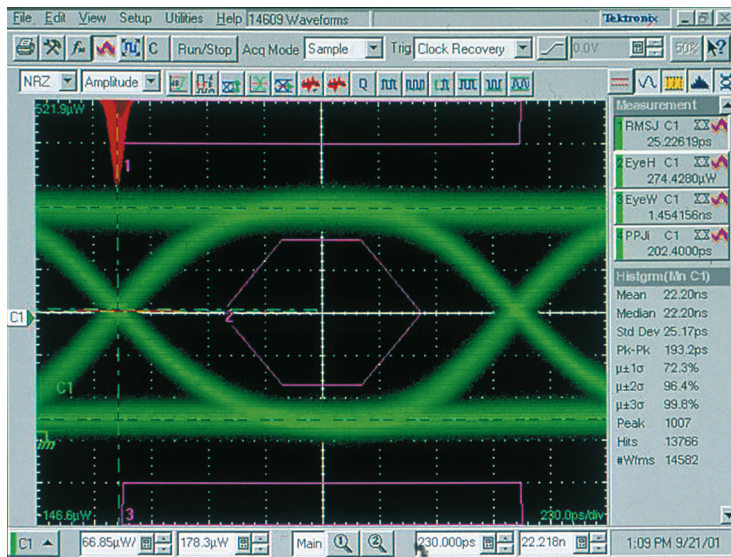 File Edit View Setup Utilities Help 14609 Waveforms Tektronix
C Run/Stop Acq Mode Sample Trig Clock Recovery 0.0V 50%
NRZ Amplitude Q
521.9µW
1
2
3
C1
C1
146.6µW
230.0ps/div
Measurement
1 RMSJ C1
25.22619ps
2 EyeH C1
274.4280µW
3 EyeW C1
1.454156ns
4 PPJi C1
202.4000ps
Histgrm(Mn C1)
Mean 22.20ns
Median 22.20ns
Std Dev 25.17ps
Pk-Pk 193.2ps
µ±1σ 72.3%
µ±2σ 96.4%
µ±3σ 99.8%
Peak 1007
Hits 13766
#Wfms 14582
C1 66.85µW/ 178.3µW Main 1 2 230.000ps 22.218n 1:09 PM 9/21/01